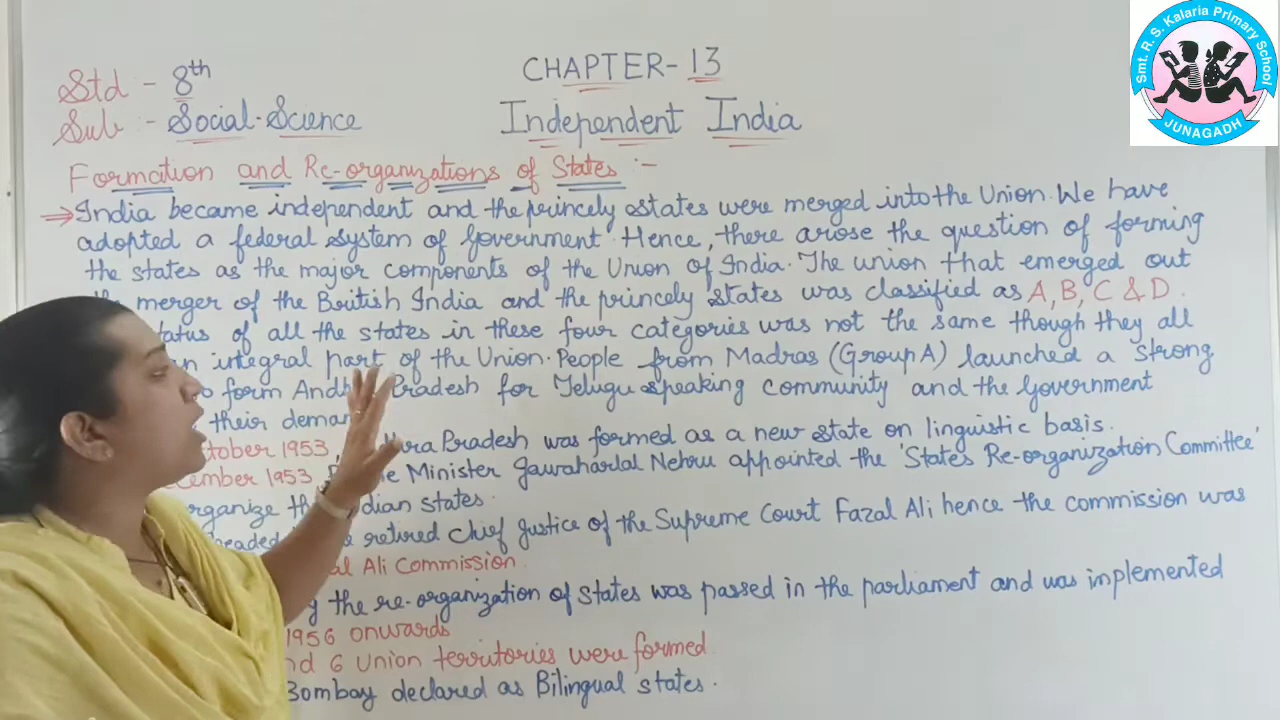 Std :- 8th
Sub :- Social-Science
CHAPTER-13
Independent India
Smt. R. S. Kalaria Primary School
JUNAGADH
Formation and Re-organizations of States :-
⇒ India became independent and the princely states were merged into the Union. We have
adopted a federal system of Government. Hence, there arose the question of forming
the states as the major components of the Union of India. The union that emerged out
merger of the British India and the princely states was classified as A, B, C & D.
of all the states in these four categories was not the same though they all
integral part of the Union. People from Madras (Group A) launched a strong
form Pradesh for Telugu speaking community and the Government
their
1953, Pradesh was formed as a new state on linguistic basis.
1953 Minister Jawaharlal Nehru appointed the 'States Re-organization Committee'
states.
retired chief justice of the Supreme Court Fazal Ali hence the commission was
Ali Commission
the re-organization of states was passed in the parliament and was implemented
1956 onwards
6 Union territories were formed
Bombay declared as Bilingual states.